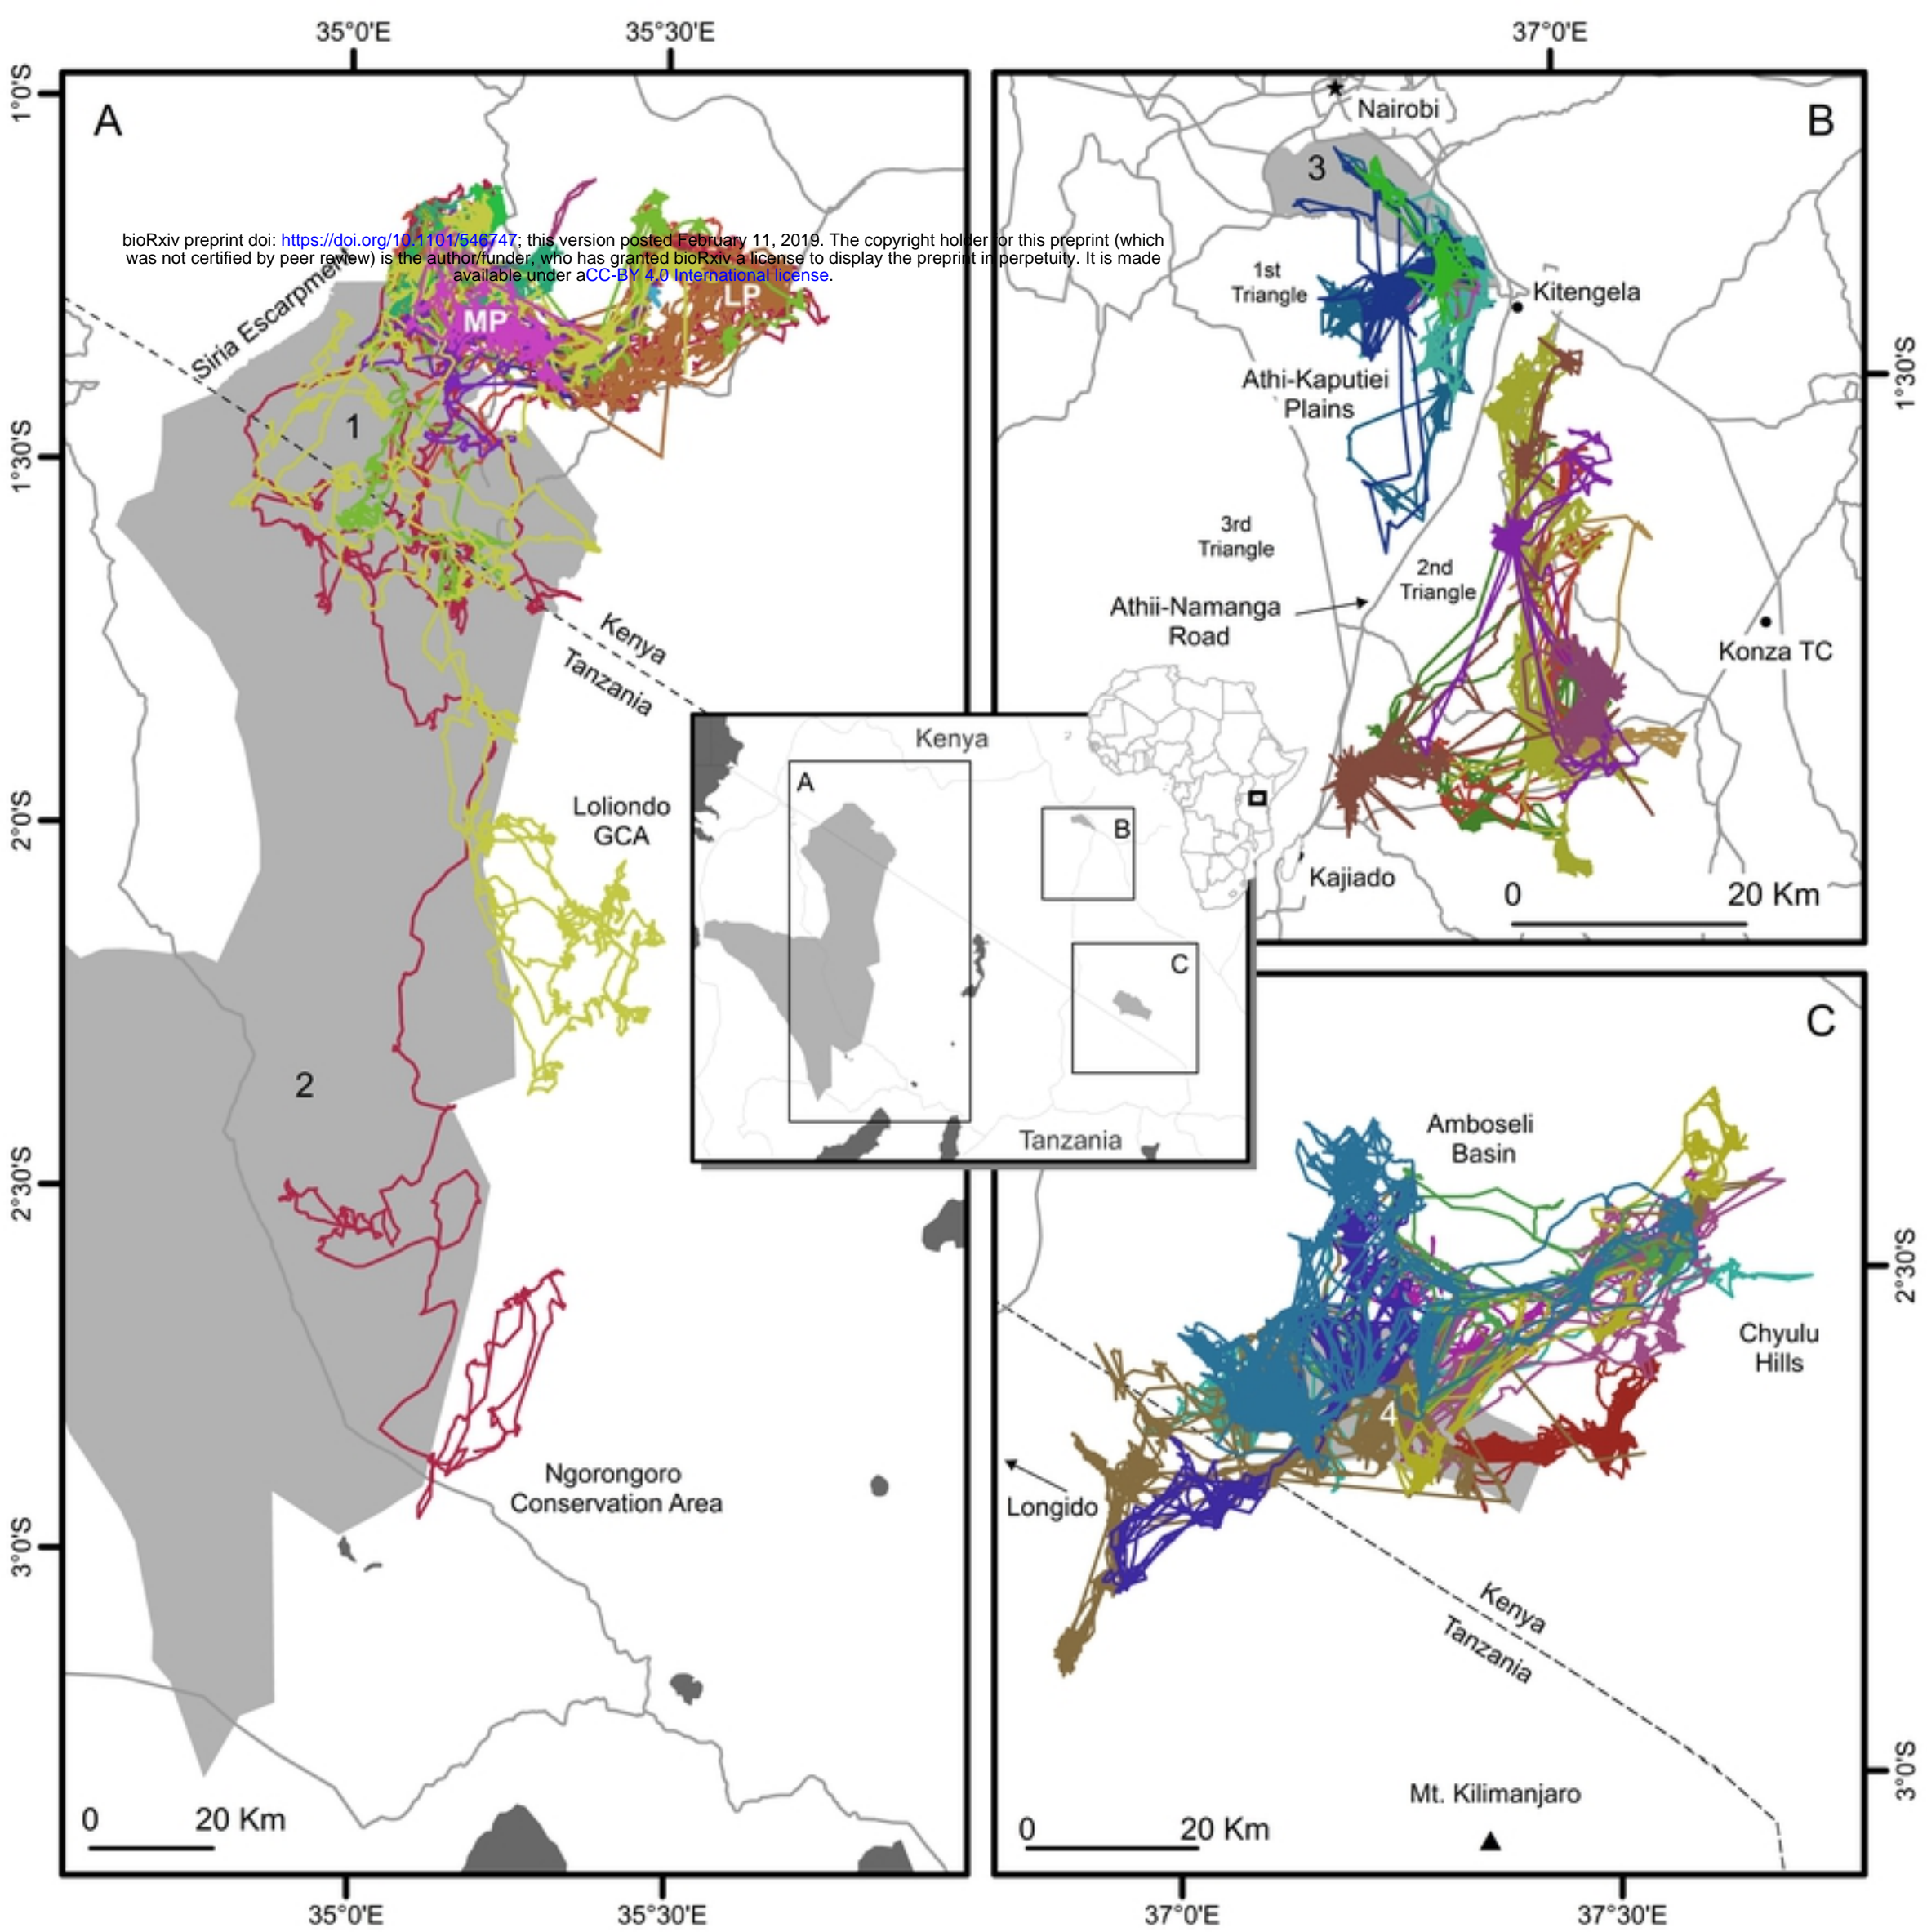 35°0'E
35°30'E
37°0'E
1°0'S
A
bioRxiv preprint doi: https://doi.org/10.1101/546747; this version posted February 11, 2019. The copyright holder for this preprint (which
was not certified by peer review) is the author/funder, who has granted bioRxiv a license to display the preprint in perpetuity. It is made
available under aCC-BY 4.0 International license.
Siria Escarpment
MP
LP
1
1°30'S
Kenya
Tanzania
Loliondo
GCA
2°0'S
2
2°30'S
Ngorongoro
Conservation Area
3°0'S
0
20 Km
35°0'E
35°30'E
B
Nairobi
3
1st
Triangle
Kitengela
Athi-Kaputiei
Plains
1°30'S
3rd
Triangle
2nd
Triangle
Athii-Namanga
Road
Konza TC
Kajiado
0
20 Km
Kenya
A
B
C
Tanzania
C
Amboseli
Basin
2°30'S
Chyulu
Hills
4
Longido
Kenya
Tanzania
3°0'S
Mt. Kilimanjaro
0
20 Km
37°0'E
37°30'E